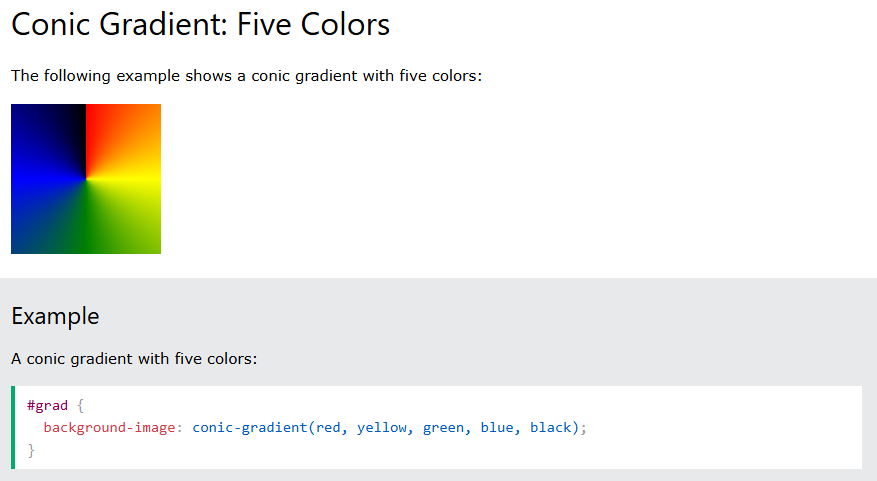 Conic Gradient: Five Colors
The following example shows a conic gradient with five colors:
Example
A conic gradient with five colors:
#grad {
  background-image: conic-gradient(red, yellow, green, blue, black);
}